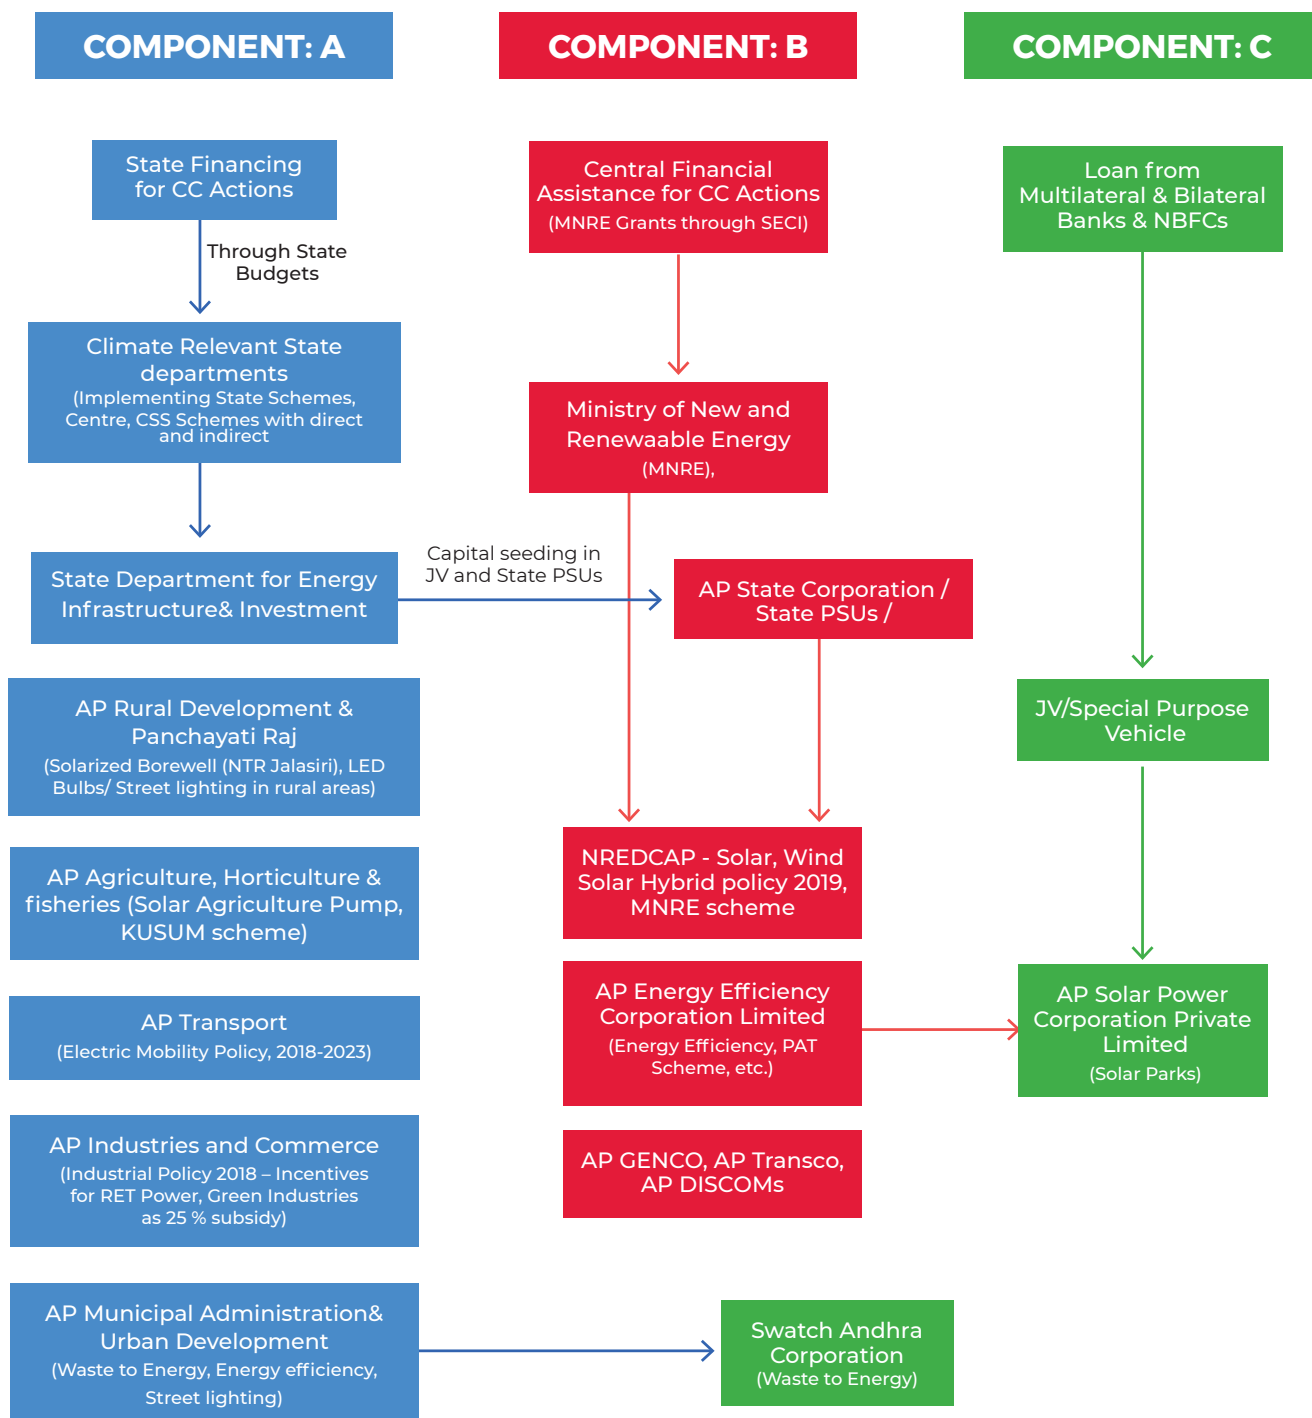 COMPONENT: A
COMPONENT: B
COMPONENT: C
State Financing
for CC Actions
Through State
Budgets
Climate Relevant State
departments
(Implementing State Schemes,
Centre, CSS Schemes with direct
and indirect
State Department for Energy
Infrastructure& Investment
Capital seeding in
JV and State PSUs
AP Rural Development &
Panchayati Raj
(Solarized Borewell (NTR Jalasiri), LED
Bulbs/ Street lighting in rural areas)
AP Agriculture, Horticulture &
fisheries (Solar Agriculture Pump,
KUSUM scheme)
AP Transport
(Electric Mobility Policy, 2018-2023)
AP Industries and Commerce
(Industrial Policy 2018 – Incentives
for RET Power, Green Industries
as 25 % subsidy)
AP Municipal Administration&
Urban Development
(Waste to Energy, Energy efficiency,
Street lighting)
Central Financial
Assistance for CC Actions
(MNRE Grants through SECI)
Ministry of New and
Renewaable Energy
(MNRE),
AP State Corporation /
State PSUs /
NREDCAP - Solar, Wind
Solar Hybrid policy 2019,
MNRE scheme
AP Energy Efficiency
Corporation Limited
(Energy Efficiency, PAT
Scheme, etc.)
AP GENCO, AP Transco,
AP DISCOMs
Loan from
Multilateral & Bilateral
Banks & NBFCs
JV/Special Purpose
Vehicle
AP Solar Power
Corporation Private
Limited
(Solar Parks)
Swatch Andhra
Corporation
(Waste to Energy)